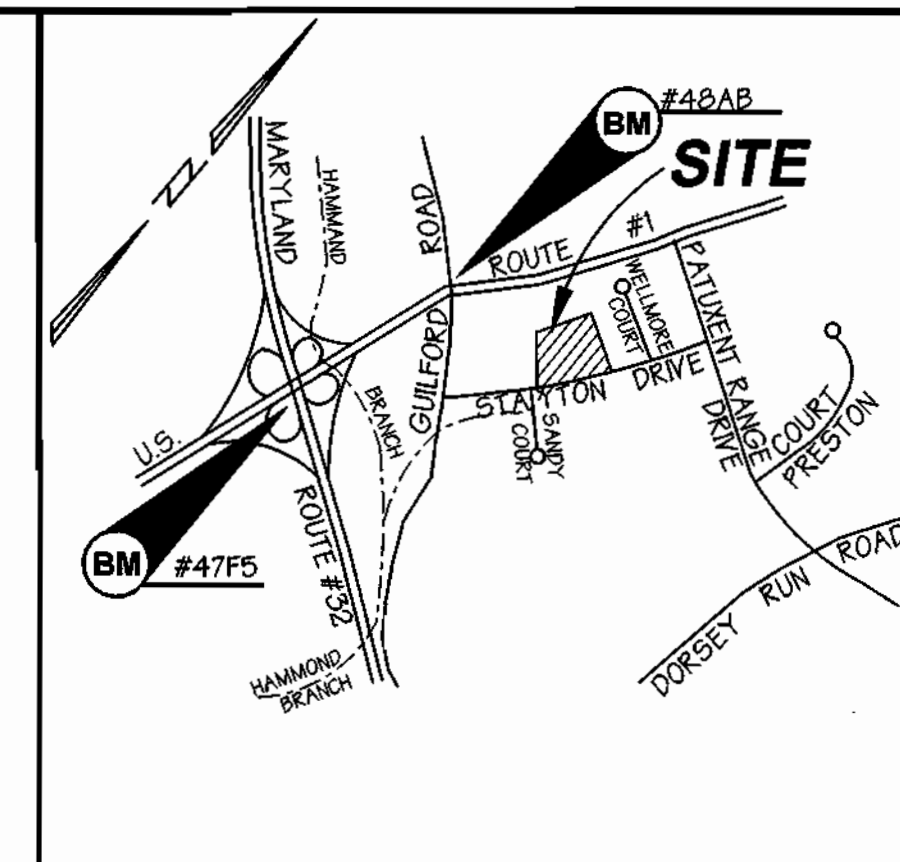 BM #48AB
SITE
MARYLAND
HAMMAND
ROAD
ROUTE #1
WELLMORE
COURT
PATUXENT RANGE
DRIVE
GUILFORD
BRANCH
STAYTON DRIVE
SANDY
COURT
COURT
PRESTON
U.S.
ROUTE #32
BM #47F5
DORSEY RUN ROAD
HAMMOND
BRANCH